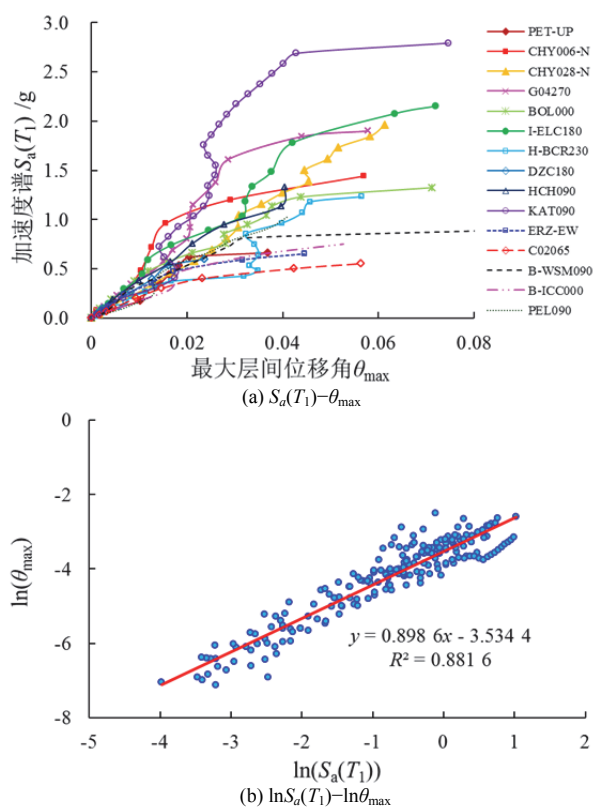 3.0
2.5
2.0
1.5
1.0
0.5
0
加速度谱Sa(T1) /g
0 0.02 0.04 0.06 0.08
最大层间位移角θmax
PET-UP
CHY006-N
CHY028-N
G04270
BOL000
I-ELC180
H-BCR230
DZC180
HCH090
KAT090
ERZ-EW
C02065
B-WSM090
B-ICC000
PEL090
(a) Sa(T1)−θmax
0
-2
-4
-6
-8
ln(θmax)
y = 0.898 6x - 3.534 4
R² = 0.881 6
-5 -4 -3 -2 -1 0 1 2
ln(Sa(T1))
(b) lnSa(T1)−lnθmax